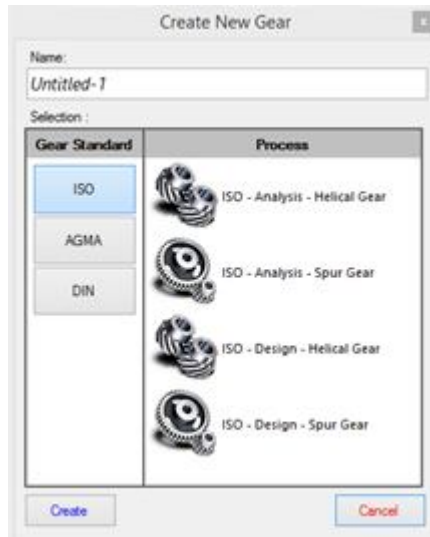 Create New Gear
x
Name:
Untitled-1
Selection :
Gear Standard
Process
ISO
AGMA
DIN
ISO - Analysis - Helical Gear
ISO - Analysis - Spur Gear
ISO - Design - Helical Gear
ISO - Design - Spur Gear
Create
Cancel